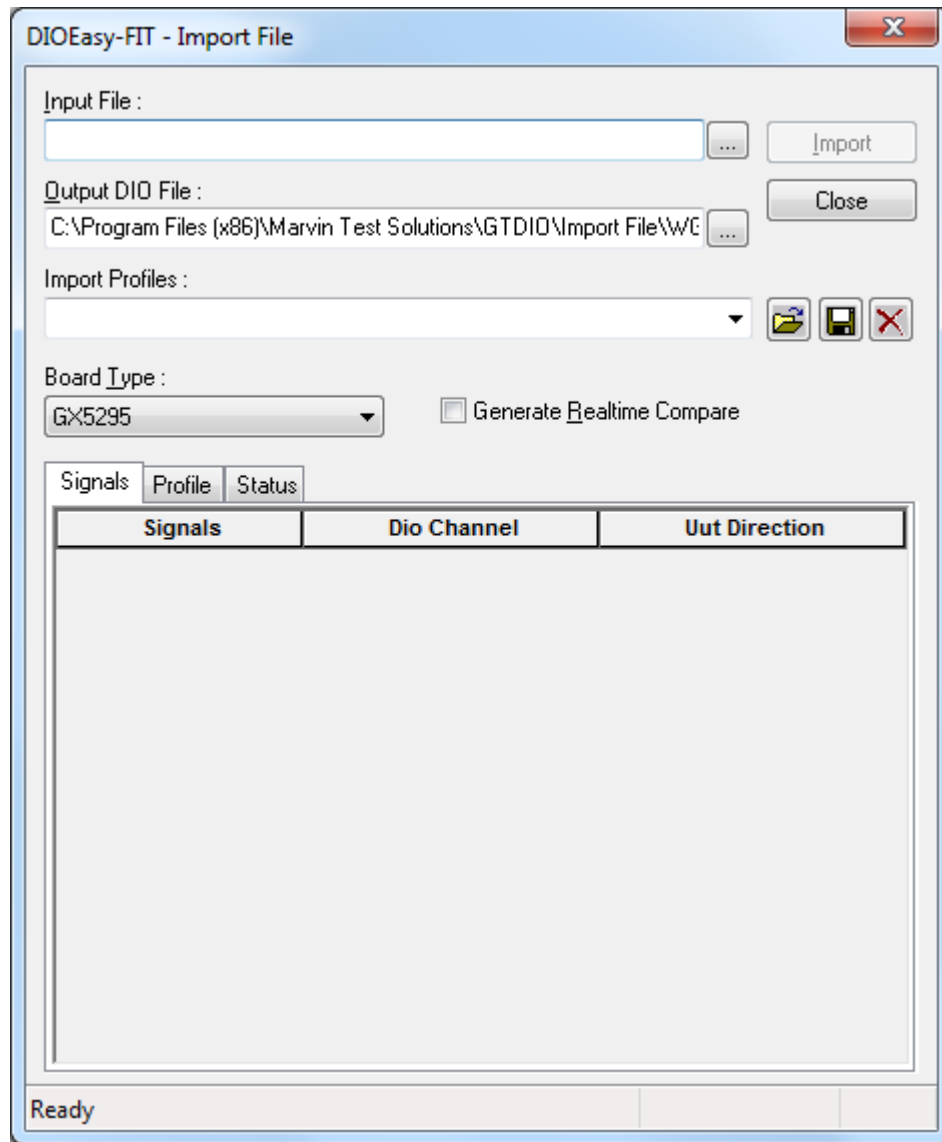 DIOEasy-FIT - Import File
Input File :
...
Import
Output DIO File :
C:\Program Files (x86)\Marvin Test Solutions\GTDIO\Import File\
...
Close
Import Profiles :
Board Type :
GX5295
Generate Realtime Compare
Signals Profile Status
Signals Dio Channel Uut Direction
Ready